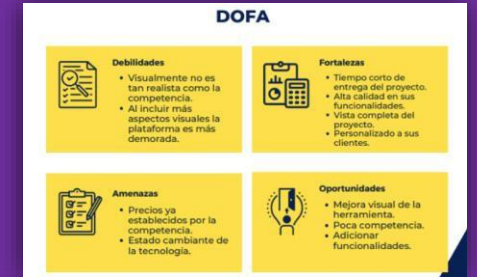 DOFA
Debilidades
• Visualmente no es
tan realista como la
competencia.
• Al incluir más
aspectos visuales la
plataforma es más
demorada.
Fortalezas
• Tiempo corto de
entrega del proyecto.
• Alta calidad en sus
funcionalidades.
• Vista completa del
proyecto.
• Personalizado a sus
clientes.
Amenazas
• Precios ya
establecidos por la
competencia.
• Estado cambiante de
la tecnología.
Oportunidades
• Mejora visual de la
herramienta.
• Poca competencia.
• Adicionar
funcionalidades.